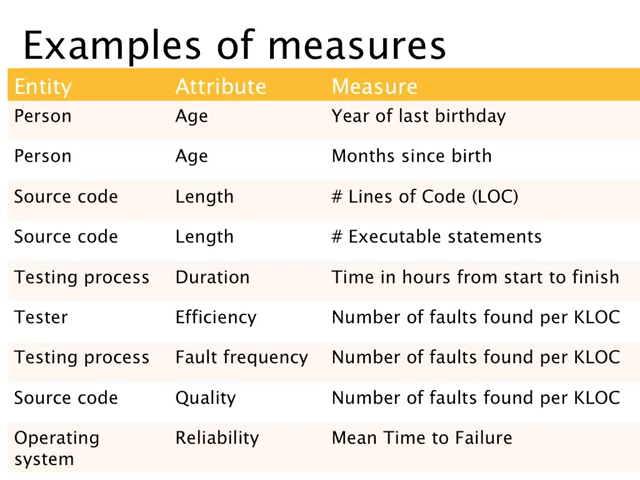 Examples of measures
Entity Attribute Measure
Person Age Year of last birthday
Person Age Months since birth
Source code Length # Lines of Code (LOC)
Source code Length # Executable statements
Testing process Duration Time in hours from start to finish
Tester Efficiency Number of faults found per KLOC
Testing process Fault frequency Number of faults found per KLOC
Source code Quality Number of faults found per KLOC
Operating Reliability Mean Time to Failure
system